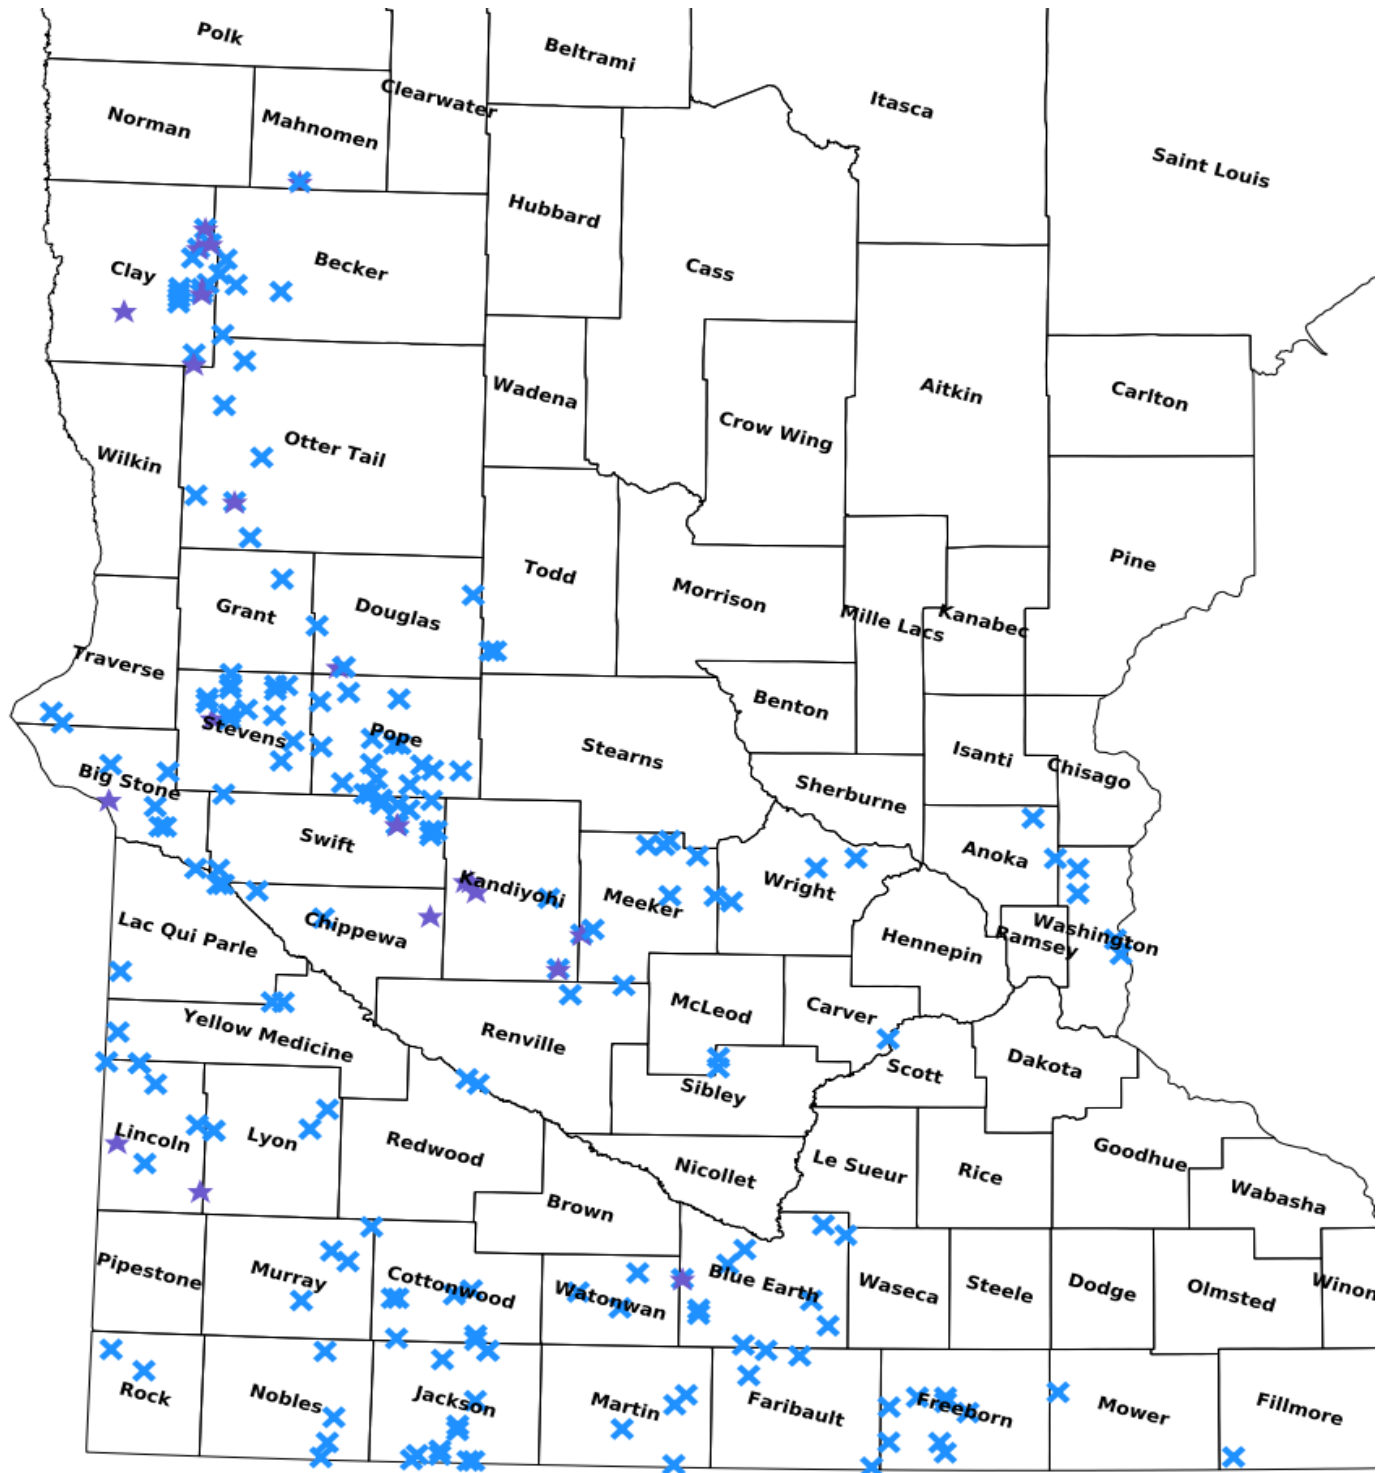 Polk
Beltrami
Clearwater
Itasca
Norman
Mahnomen
Saint Louis
Hubbard
Clay
Becker
Cass
Wadena
Crow Wing
Aitkin
Carlton
Wilkin
Otter Tail
Todd
Morrison
Pine
Grant
Douglas
Mille Lacs
Kanabec
Traverse
Benton
Stevens
Pope
Stearns
Isanti
Chisago
Big Stone
Sherburne
Swift
Anoka
Kandiyohi
Meeker
Wright
Lac Qui Parle
Chippewa
Hennepin
Ramsey
Washington
Yellow Medicine
Renville
McLeod
Carver
Scott
Dakota
Sibley
Lincoln
Lyon
Redwood
Nicollet
Le Sueur
Rice
Goodhue
Brown
Wabasha
Pipestone
Murray
Cottonwood
Watonwan
Blue Earth
Waseca
Steele
Dodge
Olmsted
Winon
Rock
Nobles
Jackson
Martin
Faribault
Freeborn
Mower
Fillmore